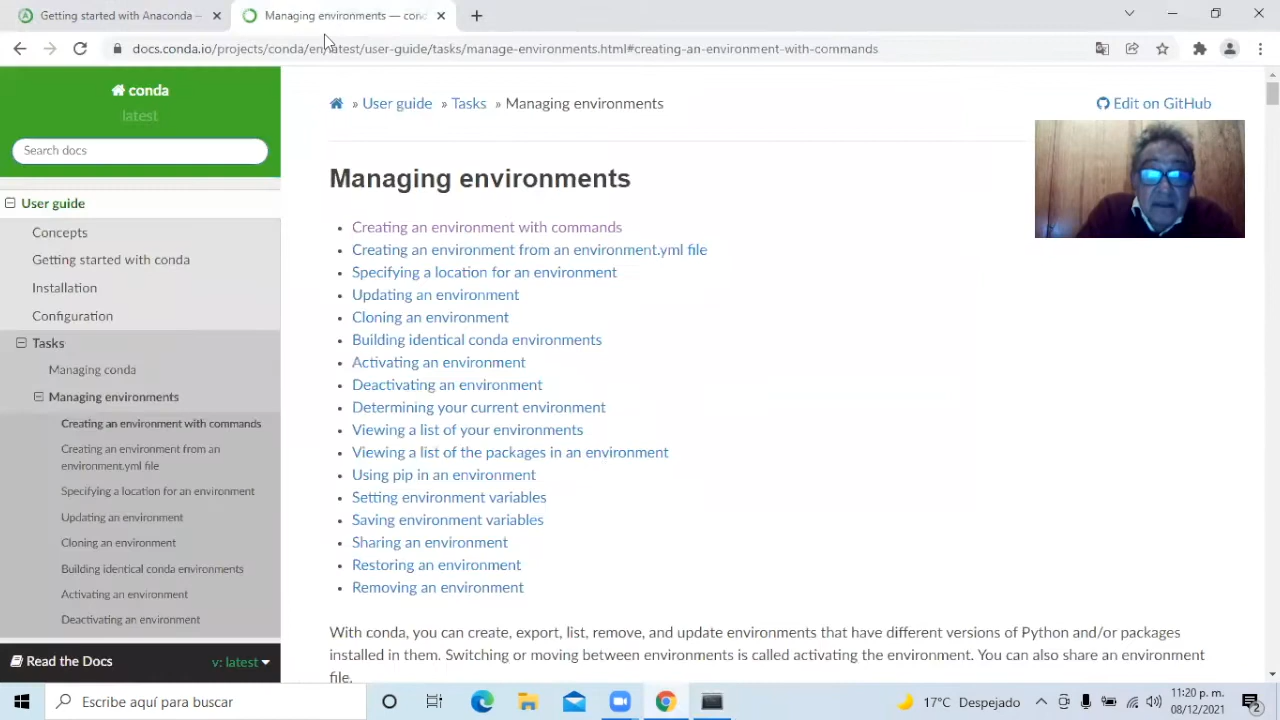 Getting started with Anaconda –
Managing environments — con
docs.conda.io/projects/conda/en/latest/user-guide/tasks/manage-environments.html#creating-an-environment-with-commands
conda
latest
Search docs
User guide
Concepts
Getting started with conda
Installation
Configuration
Tasks
Managing conda
Managing environments
Creating an environment with commands
Creating an environment from an
environment.yml file
Specifying a location for an environment
Updating an environment
Cloning an environment
Building identical conda environments
Activating an environment
Deactivating an environment
Read the Docs
v: latest
» User guide » Tasks » Managing environments
Edit on GitHub
Managing environments
Creating an environment with commands
Creating an environment from an environment.yml file
Specifying a location for an environment
Updating an environment
Cloning an environment
Building identical conda environments
Activating an environment
Deactivating an environment
Determining your current environment
Viewing a list of your environments
Viewing a list of the packages in an environment
Using pip in an environment
Setting environment variables
Saving environment variables
Sharing an environment
Restoring an environment
Removing an environment
With conda, you can create, export, list, remove, and update environments that have different versions of Python and/or packages
installed in them. Switching or moving between environments is called activating the environment. You can also share an environment
file.
Escribe aquí para buscar
17°C Despejado
11:20 p. m.
08/12/2021
2